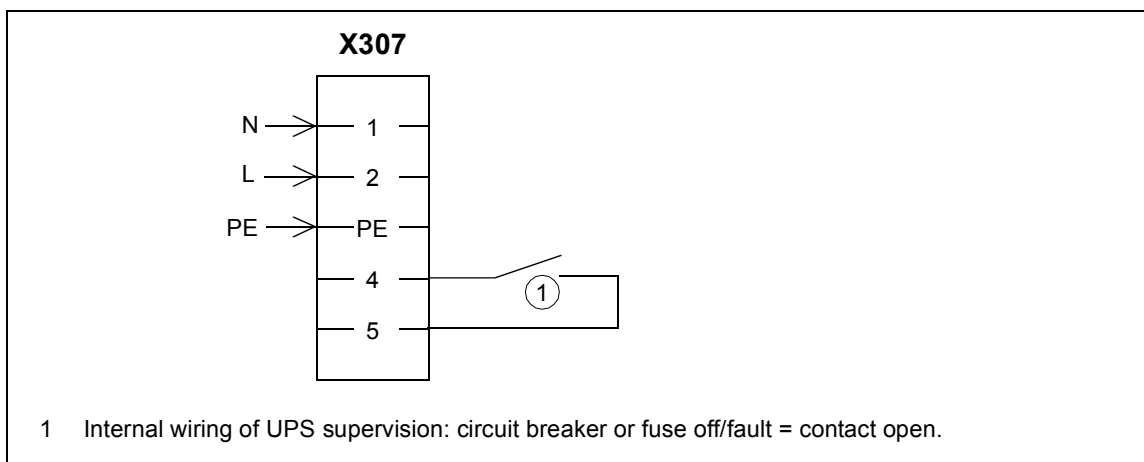 X307
N 1
L 2
PE PE
4
1
5
1 Internal wiring of UPS supervision: circuit breaker or fuse off/fault = contact open.